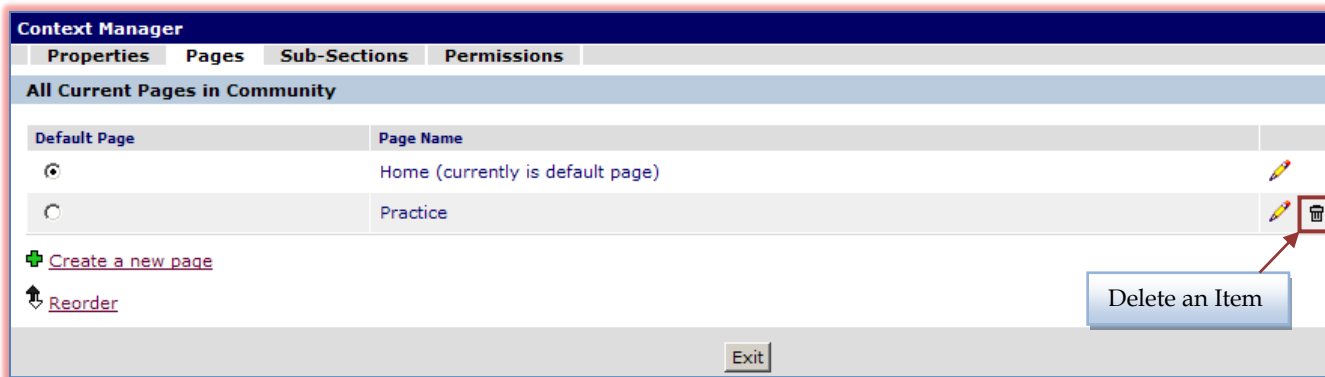 Context Manager
Properties Pages Sub-Sections Permissions
All Current Pages in Community
Default Page Page Name
Home (currently is default page)
Practice
Create a new page
Reorder
Delete an Item
Exit